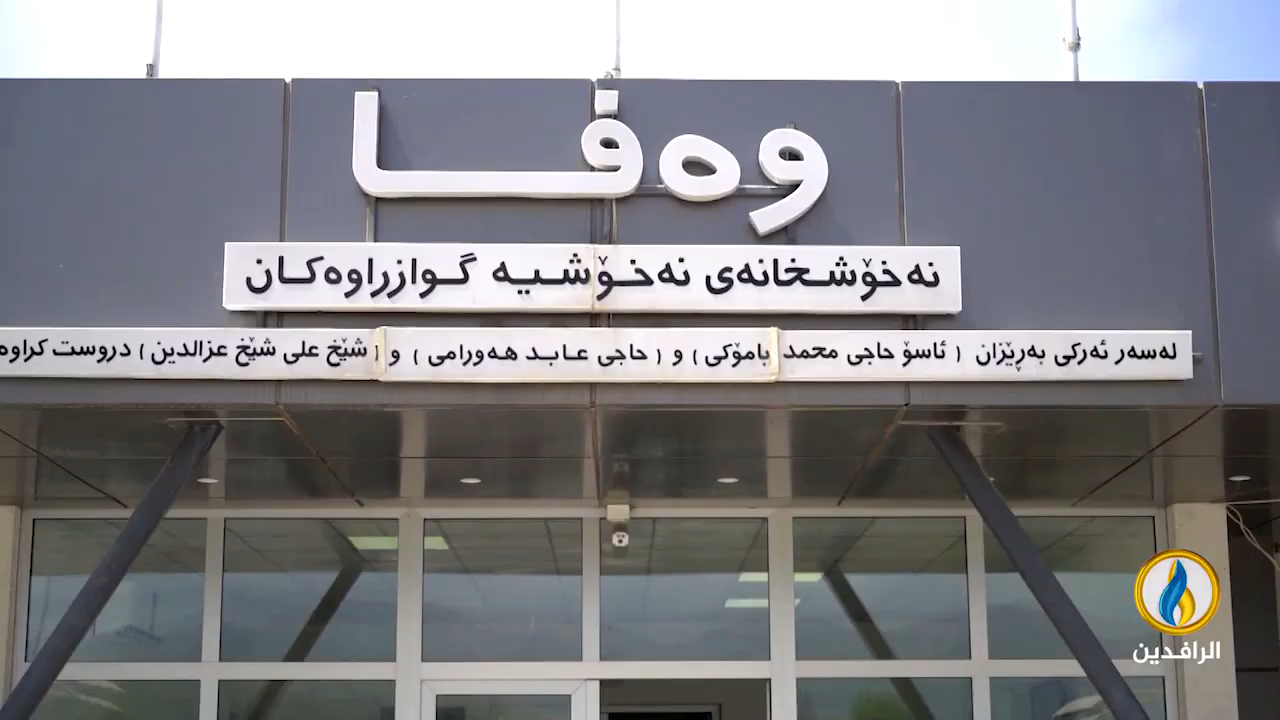 وەفا
نەخۆشخانەی نەخۆشیە گوازراوەکان
لەسەر ئەرکی بەڕێزان ( ئاسۆ حاجی محمد بامۆکی ) و ( حاجی عابد هەورامی ) و ( شێخ علی شێخ عزالدین ) دروست کراوە
الرافدين